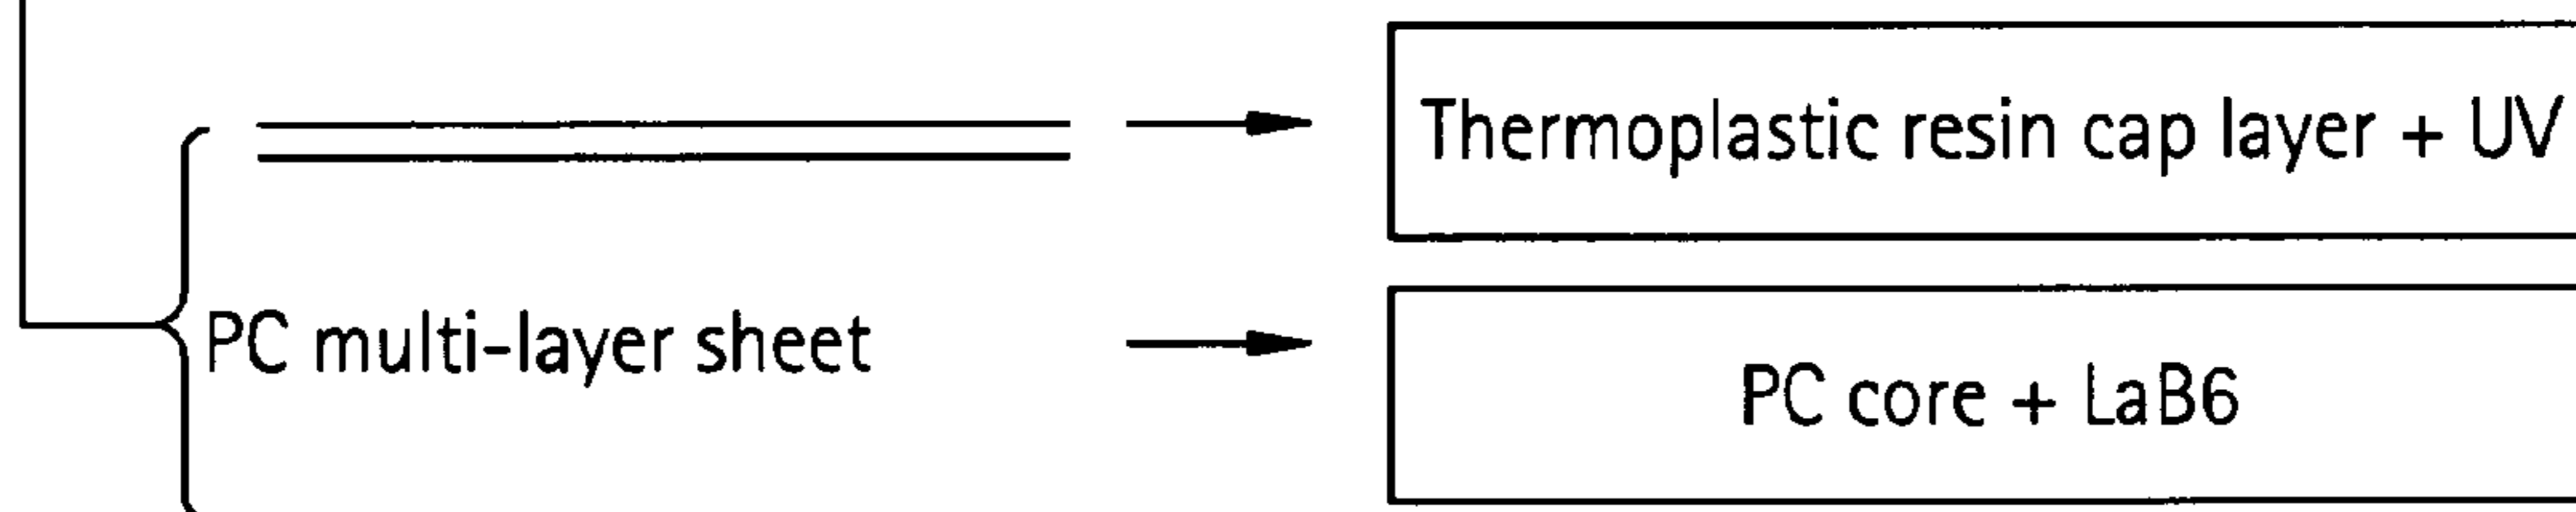 Thermoplastic resin cap layer + UV
PC multi-layer sheet
PC core + LaB6